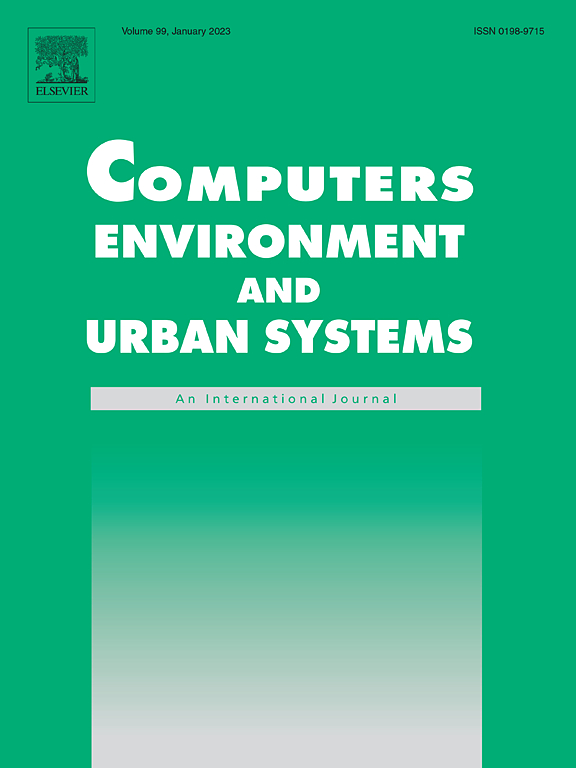 Volume 99, January 2023
ISSN 0198-9715
ELSEVIER
COMPUTERS
ENVIRONMENT
AND
URBAN SYSTEMS
An International Journal